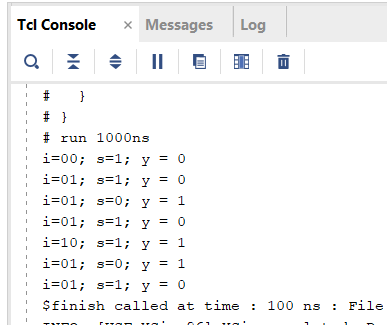 Tcl Console × Messages Log
# }
# }
# run 1000ns
i=00; s=1; y = 0
i=01; s=1; y = 0
i=01; s=0; y = 1
i=01; s=1; y = 0
i=10; s=1; y = 1
i=01; s=0; y = 1
i=01; s=1; y = 0
$finish called at time : 100 ns : File